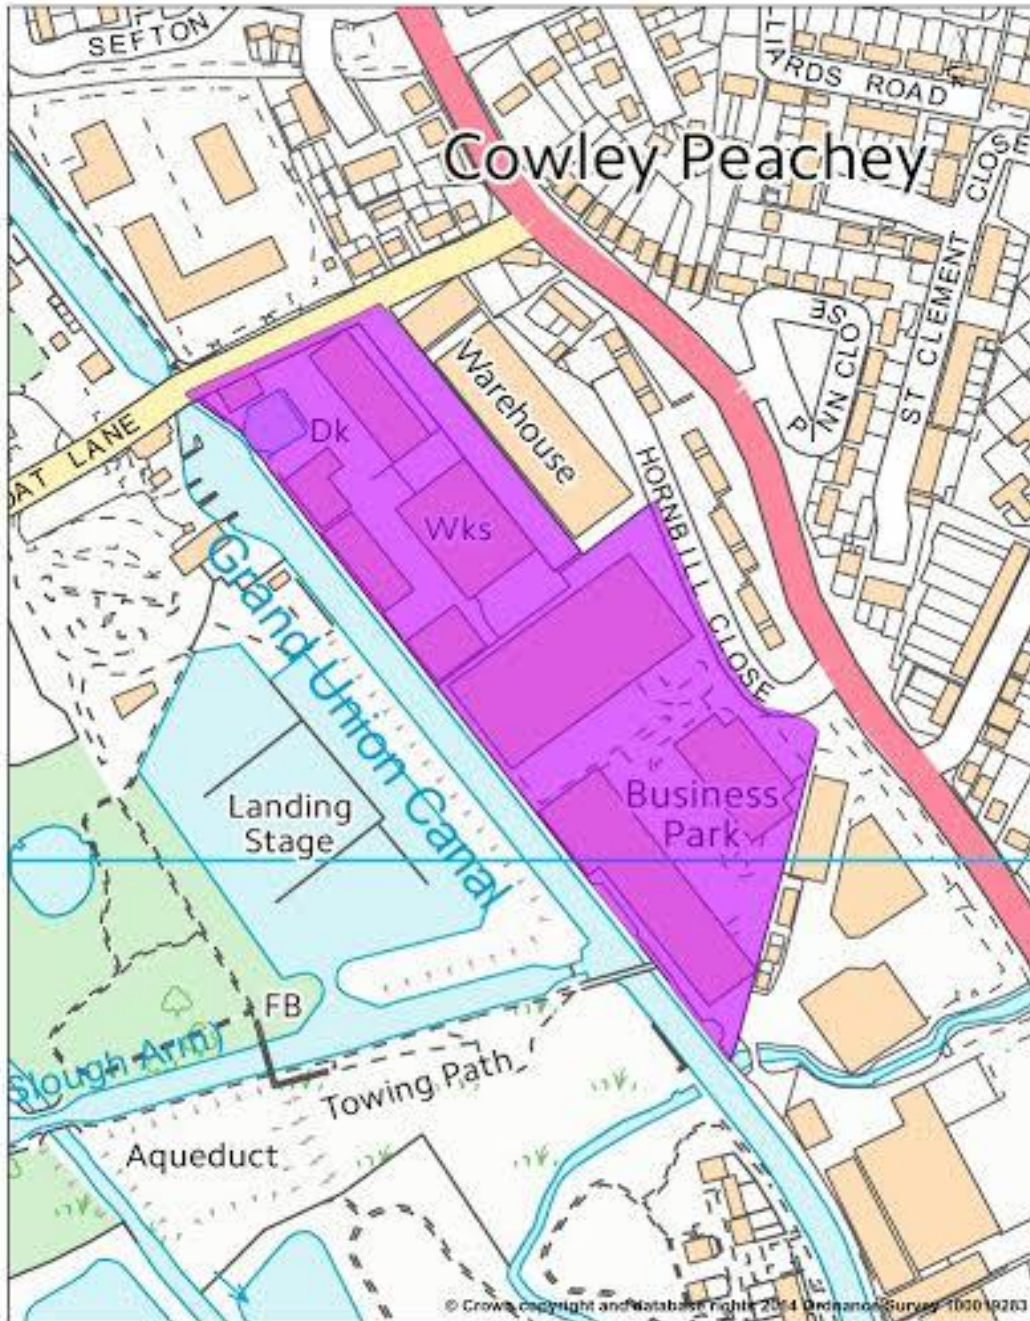 SEFTON
ARDS ROAD
CLOSE
Cowley Peachey
ST CLEMENT
NN CLOSE
P
Warehouse
Dk
Wks
HORNBILL CLOSE
OAT LANE
Grand Union Canal
Landing
Stage
Business
Park
FB
Slough Arm)
Towing Path
Aqueduct
© Crown copyright and database rights 2014 Ordnance Survey 100019283